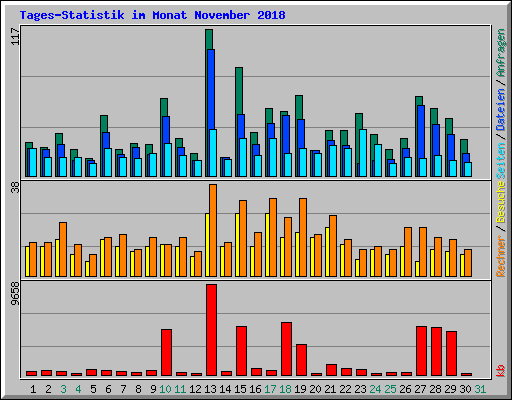 Tages-Statistik im Monat November 2018
117
38
9658
Rechner / Besuche Seiten / Dateien / Anfragen
kb
1 2 3 4 5 6 7 8 9 10 11 12 13 14 15 16 17 18 19 20 21 22 23 24 25 26 27 28 29 30 31